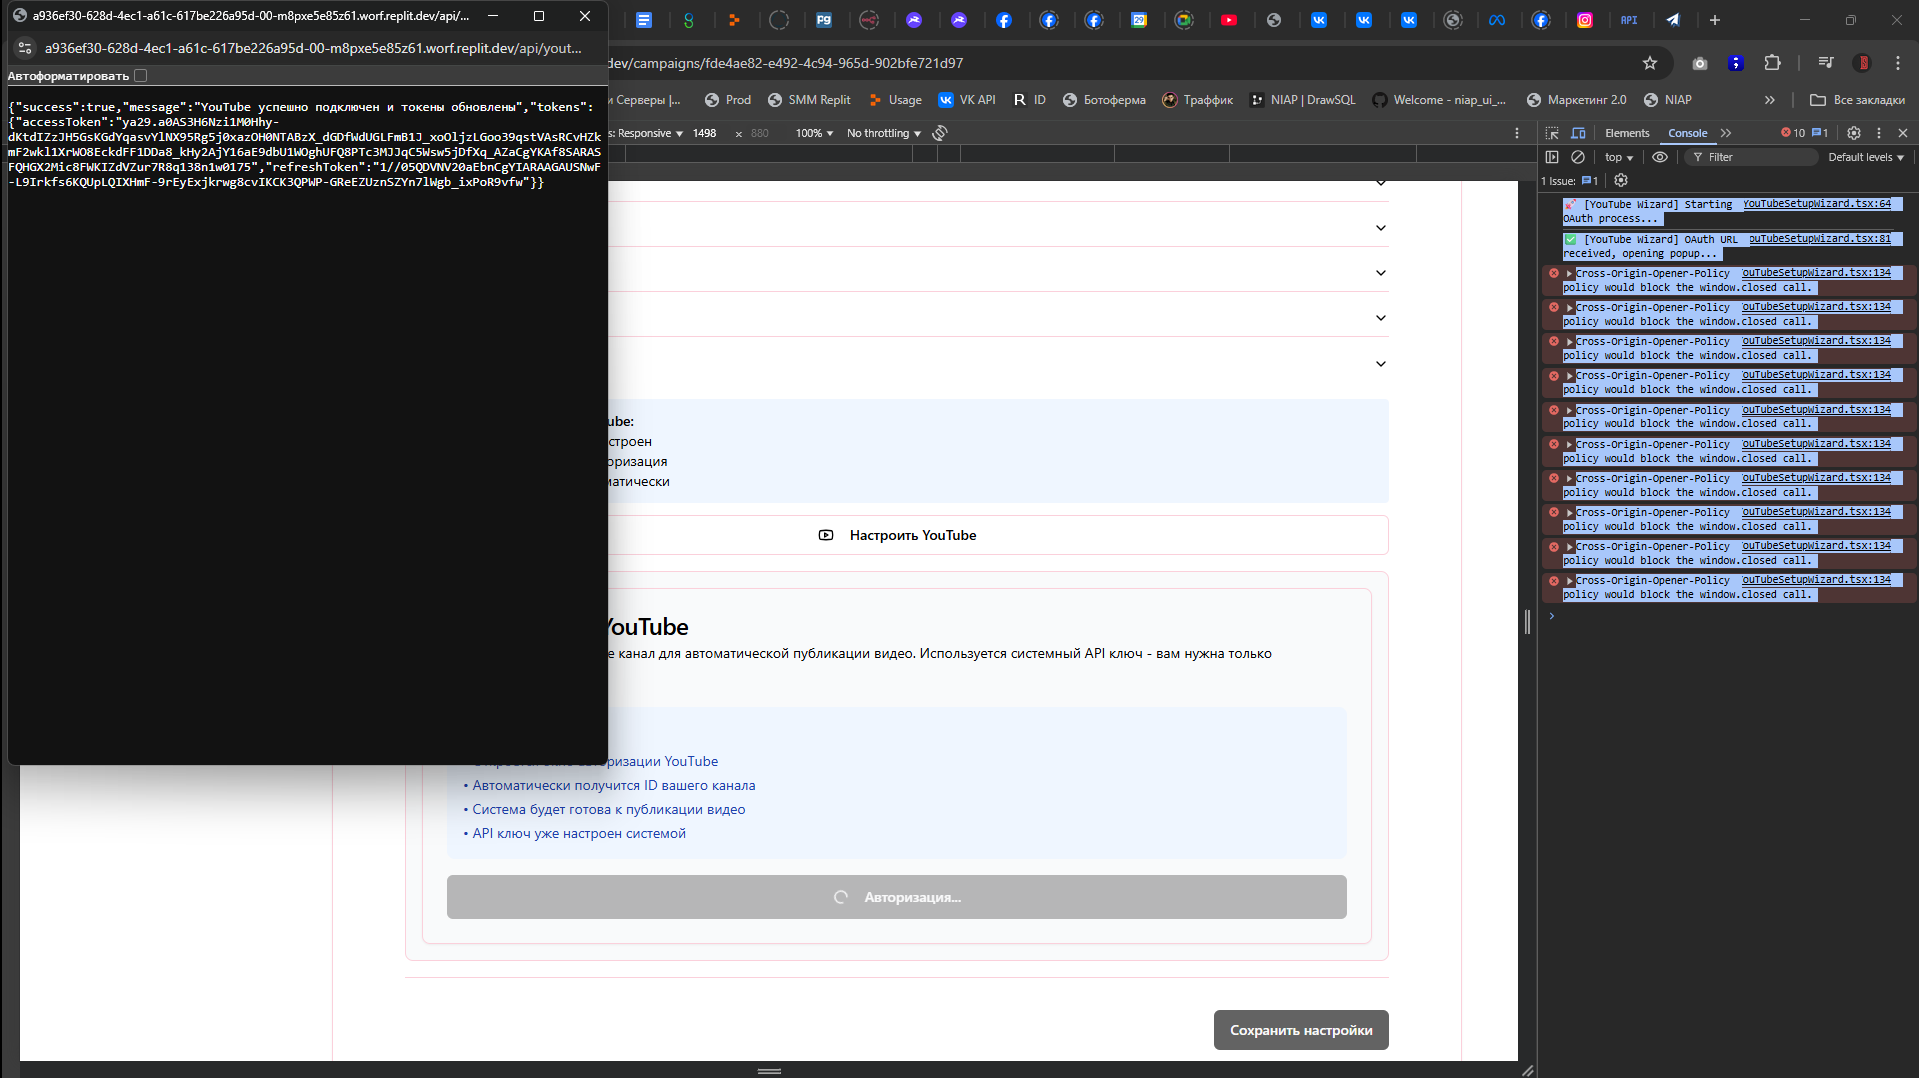 a936ef30-628d-4ec1-a61c-617be226a95d-00-m8pxe5e85z61.worf.replit.dev/api/...
a936ef30-628d-4ec1-a61c-617be226a95d-00-m8pxe5e85z61.worf.replit.dev/api/yout...
Автоформатировать
{"success":true,"message":"YouTube успешно подключен и токены обновлены","tokens":
dev/campaigns/fde4ae82-e492-4c94-965d-902bfe721d97
и Серверы |... Prod SMM Replit Usage VK API ID Ботоферма Траффик NIAP | DrawSQL Welcome - niap_ui_... Маркетинг 2.0 NIAP Все закладки
s: Responsive 1498 × 880 100% No throttling
ube:
строен
оризация
матически
Настроить YouTube
YouTube
е канал для автоматической публикации видео. Используется системный API ключ - вам нужна только
ризации YouTube
• Автоматически получится ID вашего канала
• Система будет готова к публикации видео
• API ключ уже настроен системой
Авторизация...
Сохранить настройки
Elements Console 10 1
top Filter Default levels
1 Issue: 1
[YouTube Wizard] Starting YouTubeSetupWizard.tsx:64
OAuth process...
[YouTube Wizard] OAuth URL ouTubeSetupWizard.tsx:81
received, opening popup...
Cross-Origin-Opener-Policy ouTubeSetupWizard.tsx:134
policy would block the window.closed call.
Cross-Origin-Opener-Policy ouTubeSetupWizard.tsx:134
policy would block the window.closed call.
Cross-Origin-Opener-Policy ouTubeSetupWizard.tsx:134
policy would block the window.closed call.
Cross-Origin-Opener-Policy ouTubeSetupWizard.tsx:134
policy would block the window.closed call.
Cross-Origin-Opener-Policy ouTubeSetupWizard.tsx:134
policy would block the window.closed call.
Cross-Origin-Opener-Policy ouTubeSetupWizard.tsx:134
policy would block the window.closed call.
Cross-Origin-Opener-Policy ouTubeSetupWizard.tsx:134
policy would block the window.closed call.
Cross-Origin-Opener-Policy ouTubeSetupWizard.tsx:134
policy would block the window.closed call.
Cross-Origin-Opener-Policy ouTubeSetupWizard.tsx:134
policy would block the window.closed call.
Cross-Origin-Opener-Policy ouTubeSetupWizard.tsx:134
policy would block the window.closed call.